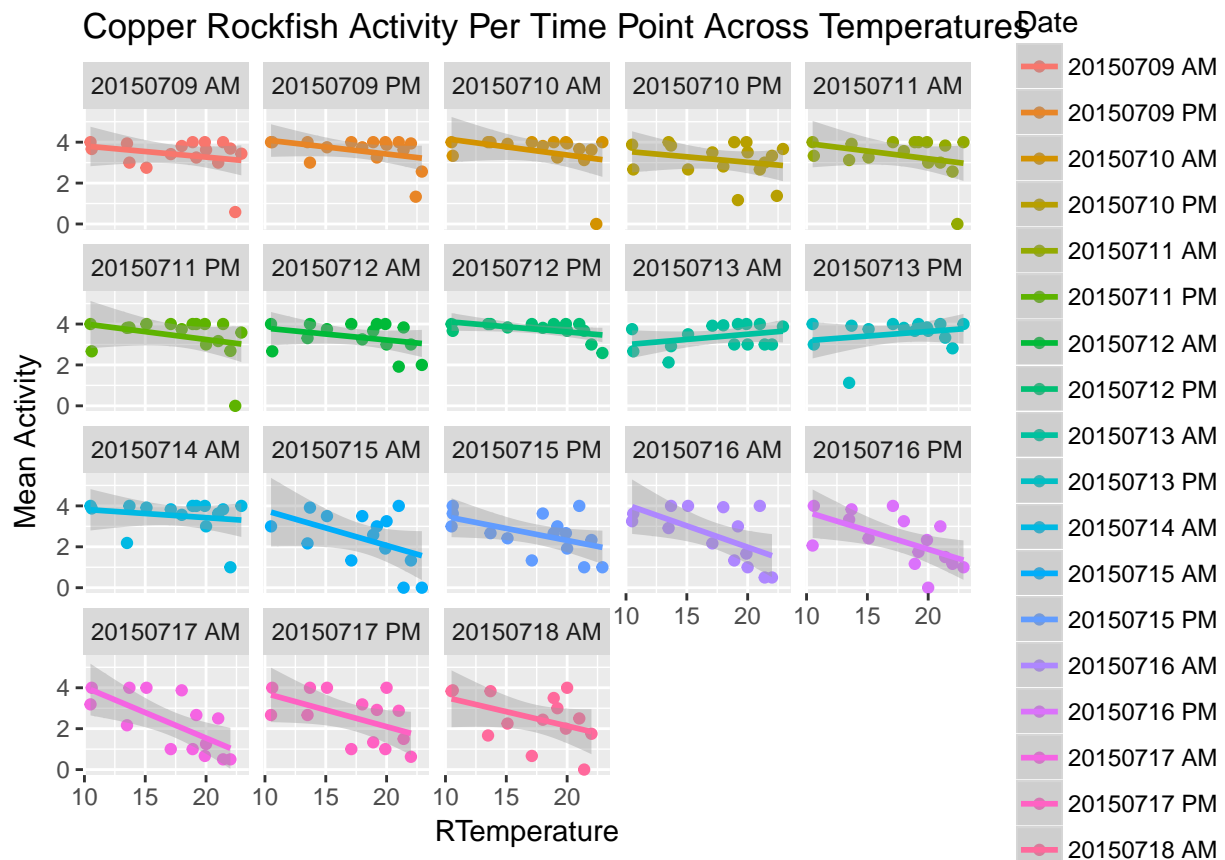 Copper Rockfish Activity Per Time Point Across Temperatures
Date
20150709 AM
20150709 PM
20150710 AM
20150710 PM
20150711 AM
4
2
0
20150711 PM
20150712 AM
20150712 PM
20150713 AM
20150713 PM
4
2
0
20150714 AM
20150715 AM
20150715 PM
20150716 AM
20150716 PM
4
2
0
10 15 20
10 15 20
20150717 AM
20150717 PM
20150718 AM
4
2
0
10 15 20
10 15 20
10 15 20
Mean Activity
RTemperature
20150709 AM
20150709 PM
20150710 AM
20150710 PM
20150711 AM
20150711 PM
20150712 AM
20150712 PM
20150713 AM
20150713 PM
20150714 AM
20150715 AM
20150715 PM
20150716 AM
20150716 PM
20150717 AM
20150717 PM
20150718 AM